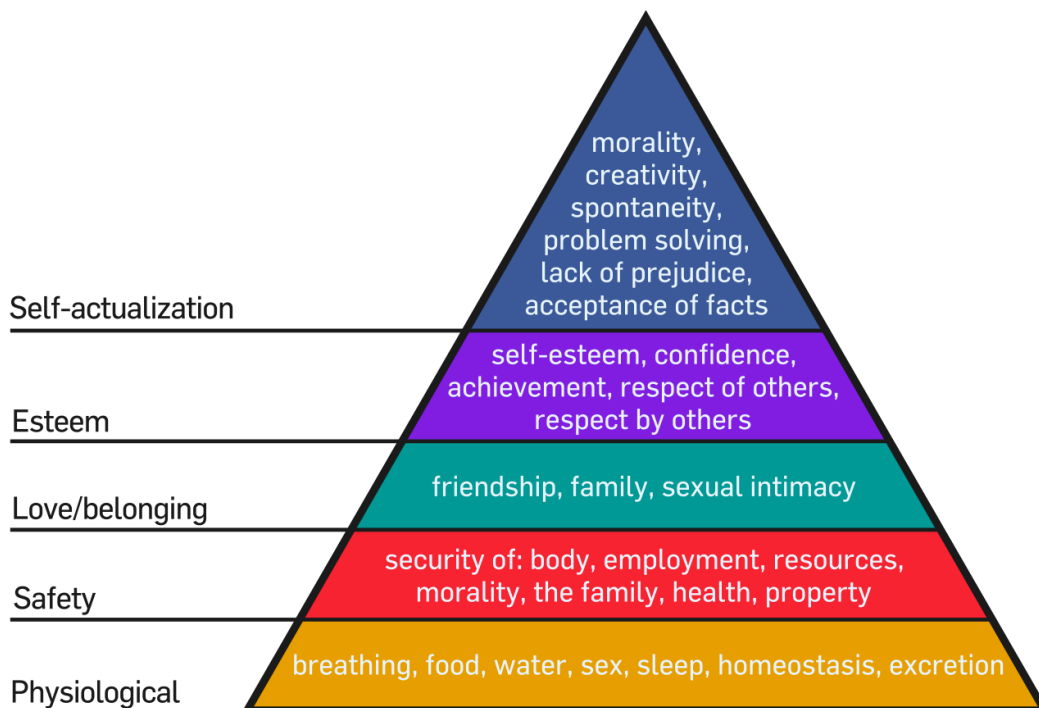 morality,
creativity,
spontaneity,
problem solving,
lack of prejudice,
acceptance of facts
Self-actualization
self-esteem, confidence,
achievement, respect of others,
respect by others
Esteem
friendship, family, sexual intimacy
Love/belonging
security of: body, employment, resources,
morality, the family, health, property
Safety
breathing, food, water, sex, sleep, homeostasis, excretion
Physiological